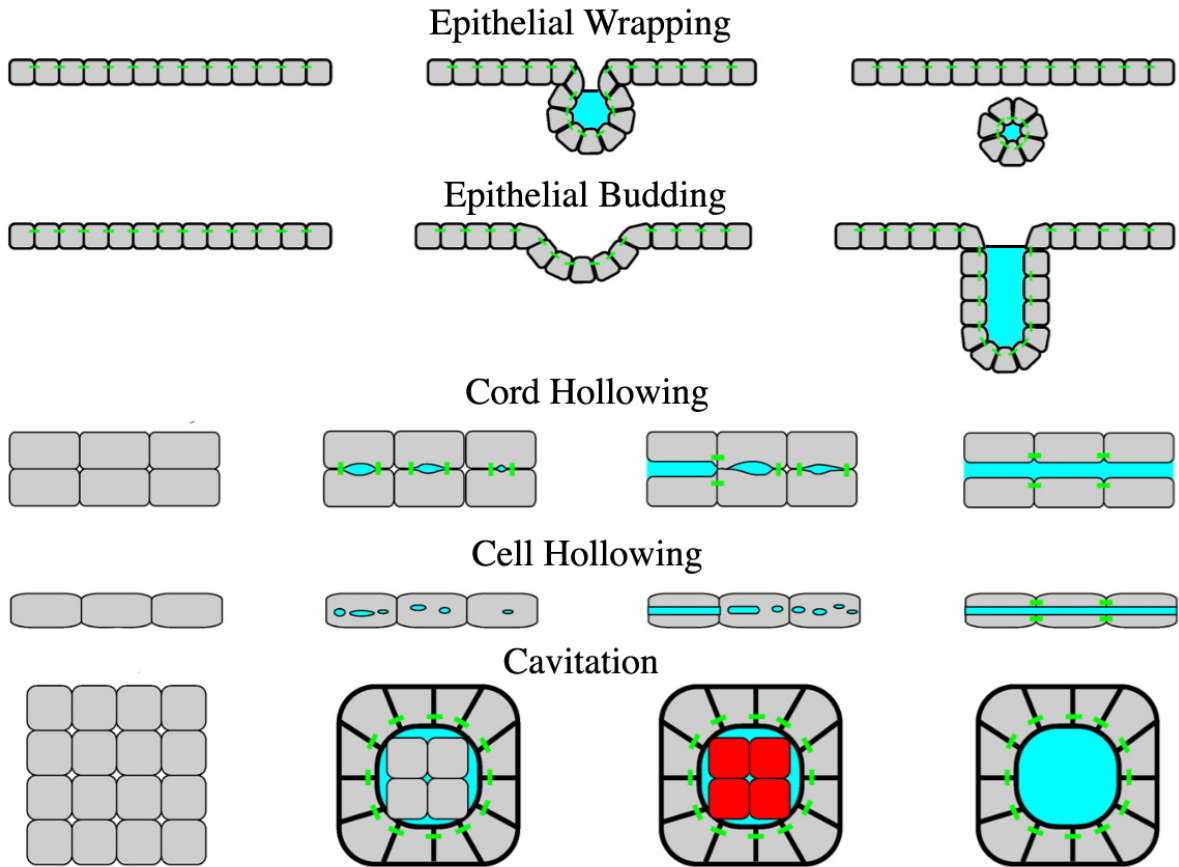 Epithelial Wrapping
Epithelial Budding
Cord Hollowing
Cell Hollowing
Cavitation